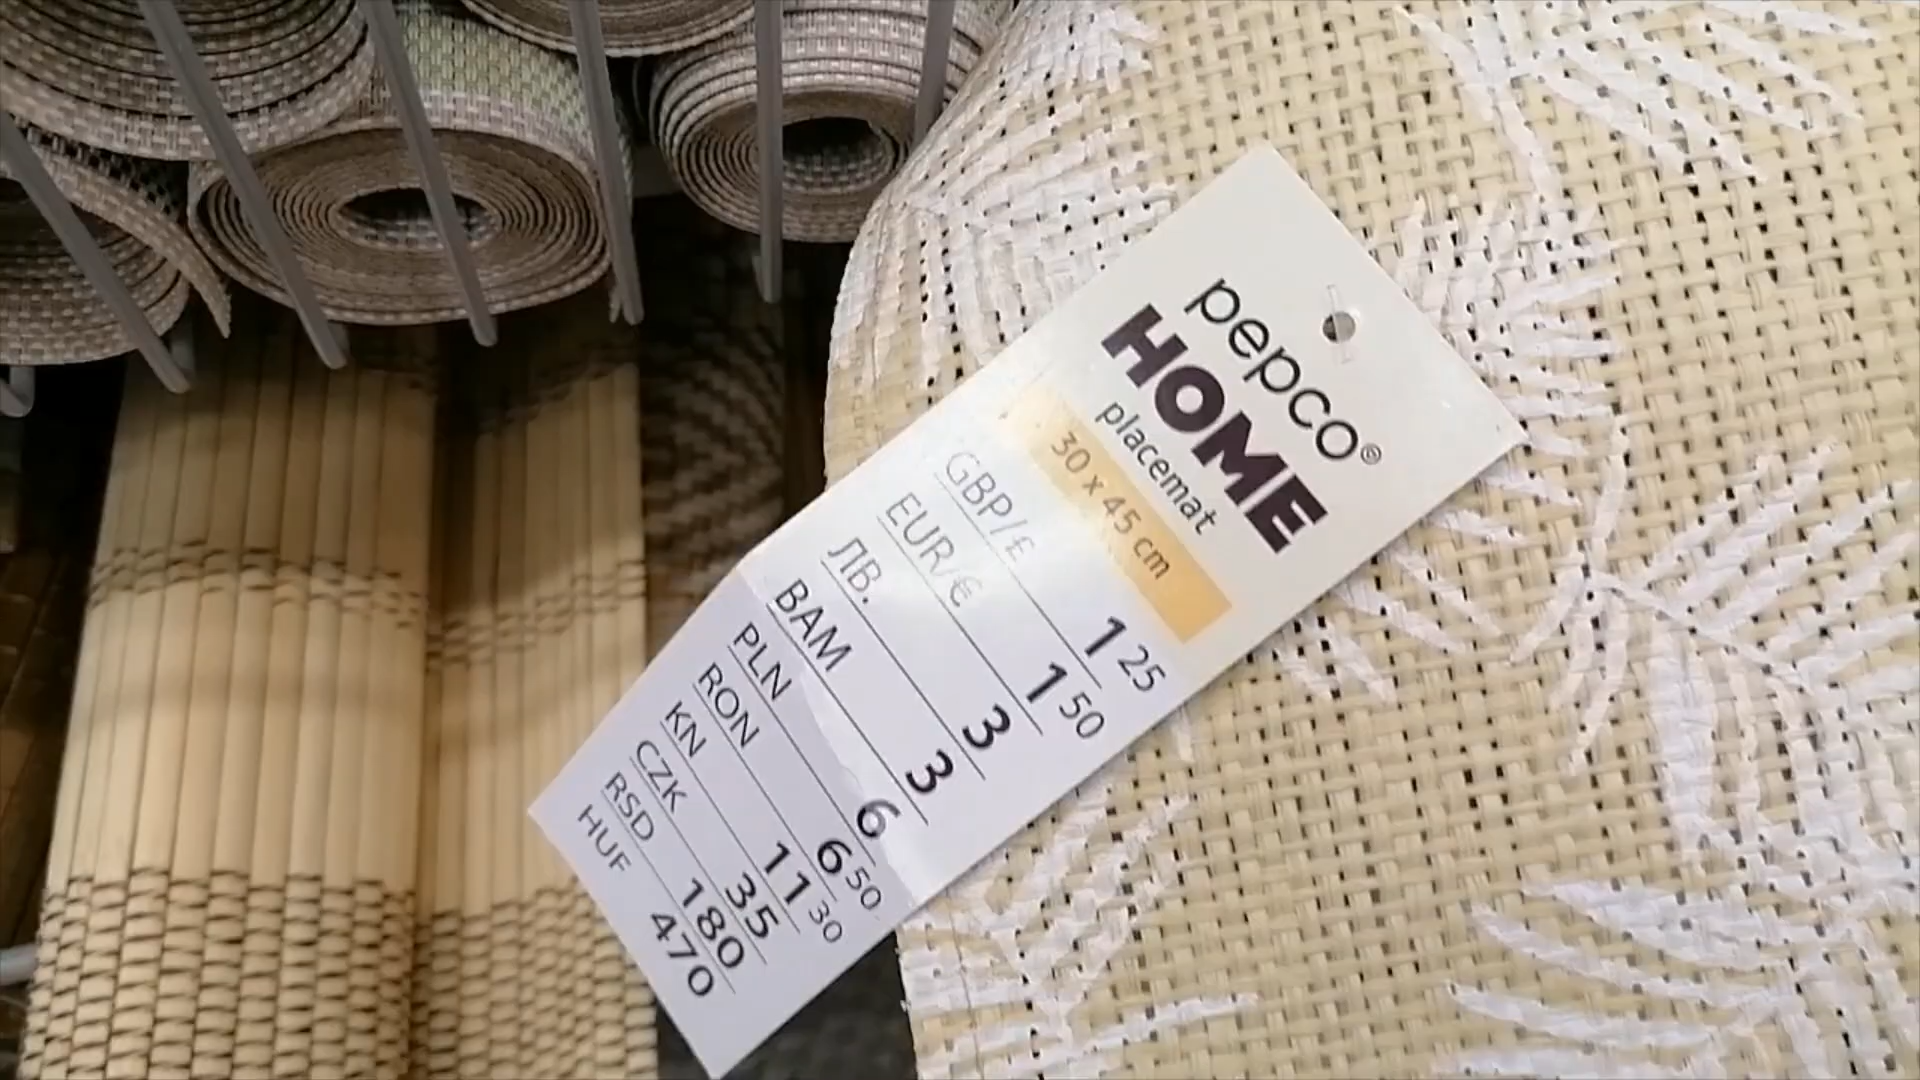 pepco®
HOME
placemat
30 x 45 cm
GBP/£ 1 25
EUR/€ 1 50
ЛВ. 3
BAM 3
PLN 6
RON 6 50
KN 11 30
CZK 35
RSD 180
HUF 470